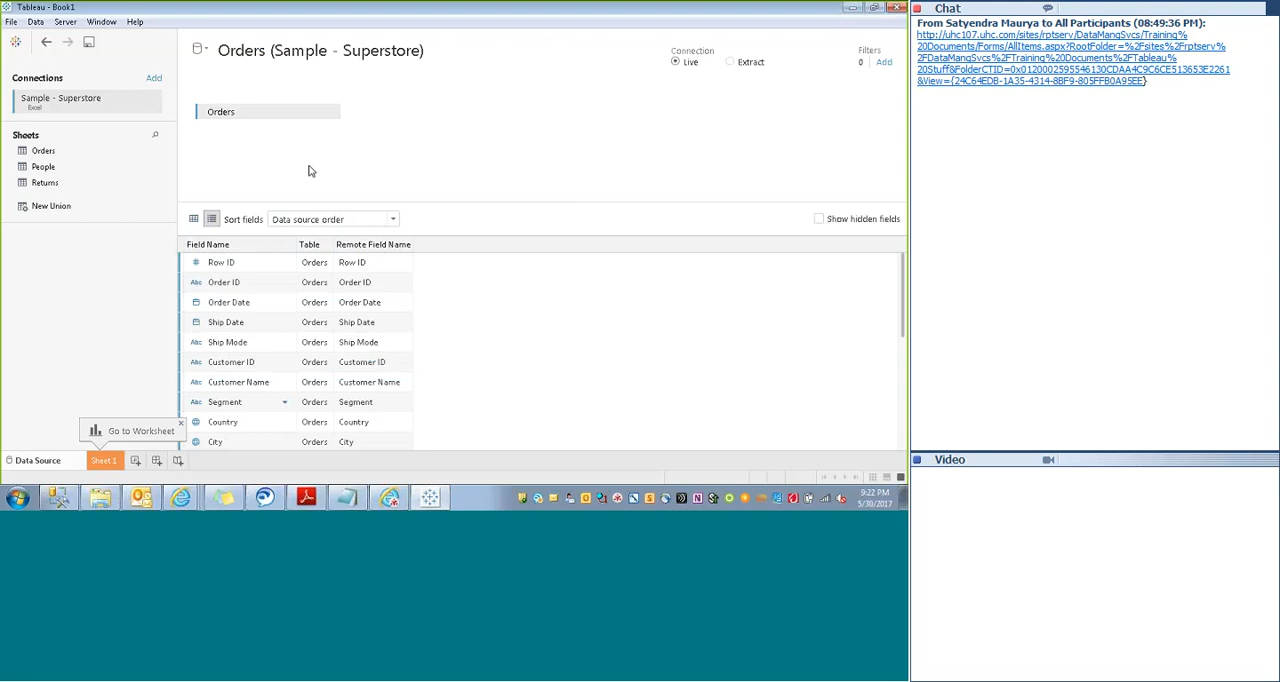 Tableau - Book1
File Data Server Window Help
Connections Add
Sample - Superstore
Excel
Sheets
Orders
People
Returns
New Union
Orders (Sample - Superstore)
Connection
Live Extract
Filters
0 Add
Orders
Sort fields Data source order
Show hidden fields
Field Name Table Remote Field Name
# Row ID Orders Row ID
Abc Order ID Orders Order ID
Order Date Orders Order Date
Ship Date Orders Ship Date
Abc Ship Mode Orders Ship Mode
Abc Customer ID Orders Customer ID
Abc Customer Name Orders Customer Name
Abc Segment Orders Segment
Country Orders Country
City Orders City
Go to Worksheet
Data Source Sheet 1
9:22 PM
5/30/2017
Chat
From Satyendra Maurya to All Participants (08:49:36 PM):
http://uhc107.uhc.com/sites/rptserv/DataMangSvcs/Training%
20Documents/Forms/AllItems.aspx?RootFolder=%2Fsites%2Frptserv%
2FDataMangSvcs%2FTraining%20Documents%2FTableau%
20Stuff&FolderCTID=0x0120002595546130CDAA4C9C6CE513653E2261
&View={24C64EDB-1A35-4314-8BF9-805FFB0A95EE}
Video